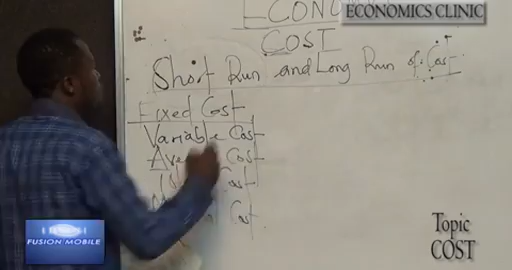 ECONO
ECONOMICS CLINIC
COST
Short Run and Long Run of Cost
Fixed Cost
Variable Cost
Ave Cost
Cost
Cost
FUSION MOBILE
Topic
COST